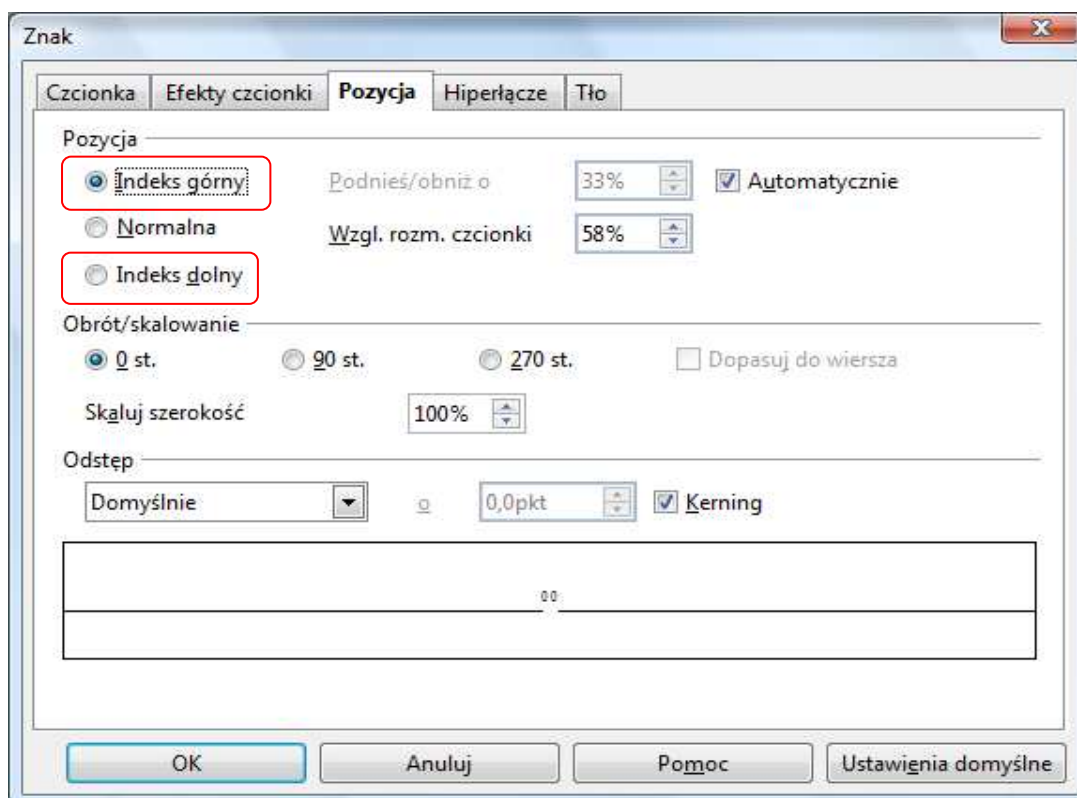 Znak
Czcionka Efekty czcionki Pozycja Hiperłącze Tło
Pozycja
Indeks górny Podnieś/obniż o 33% Automatycznie
Normalna Wzgl. rozm. czcionki 58%
Indeks dolny
Obrót/skalowanie
0 st. 90 st. 270 st. Dopasuj do wiersza
Skaluj szerokość 100%
Odstęp
Domyślnie o 0,0pkt Kerning
00
OK Anuluj Pomoc Ustawienia domyślne